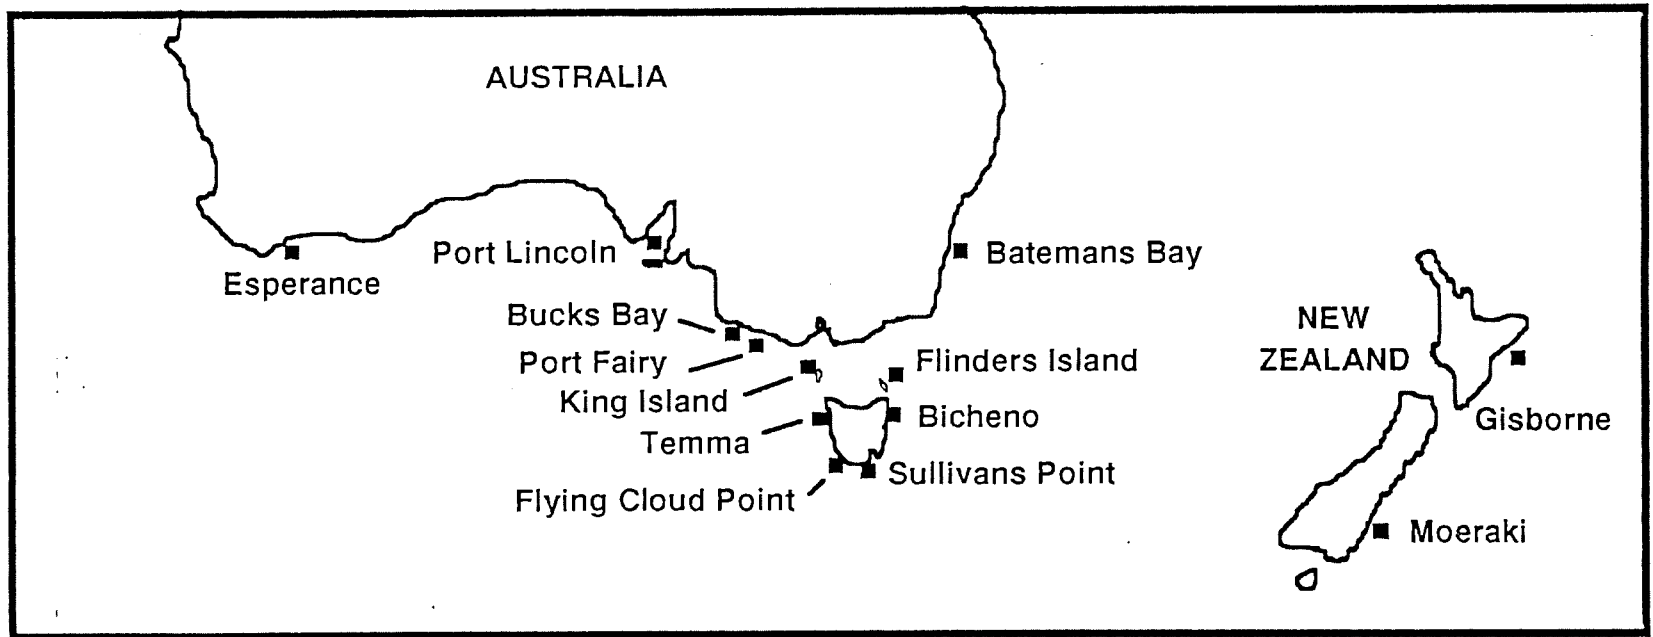 AUSTRALIA
Port Lincoln
Batemans Bay
Esperance
Bucks Bay
NEW
ZEALAND
Port Fairy
Flinders Island
King Island
Bicheno
Gisborne
Temma
Sullivans Point
Flying Cloud Point
Moeraki